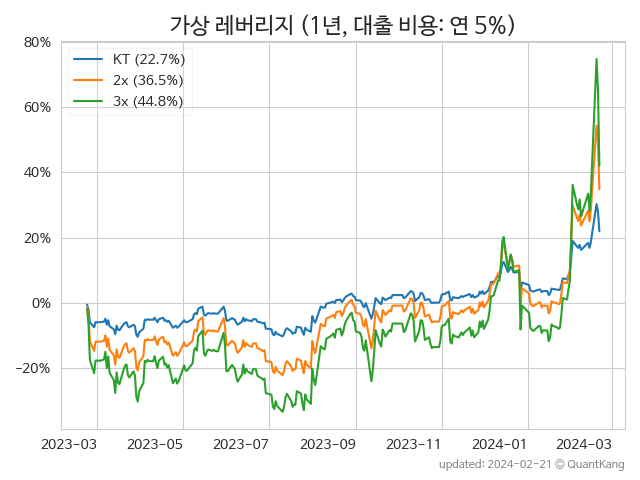 가상 레버리지 (1년, 대출 비용: 연 5%)
80%
60%
40%
20%
0%
−20%
KT (22.7%)
2x (36.5%)
3x (44.8%)
2023-03 2023-05 2023-07 2023-09 2023-11 2024-01 2024-03
updated: 2024-02-21 © QuantKang